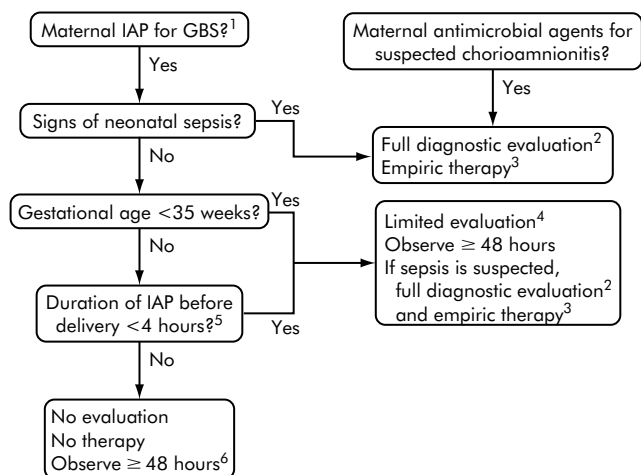 Maternal IAP for GBS?¹
Maternal antimicrobial agents for
suspected chorioamnionitis?
Yes
Yes
Signs of neonatal sepsis?
Yes
Full diagnostic evaluation²
Empiric therapy³
No
Gestational age <35 weeks?
Yes
Limited evaluation⁴
Observe ≥ 48 hours
If sepsis is suspected,
full diagnostic evaluation²
and empiric therapy³
No
Duration of IAP before
delivery <4 hours?⁵
Yes
No
No evaluation
No therapy
Observe ≥ 48 hours⁶